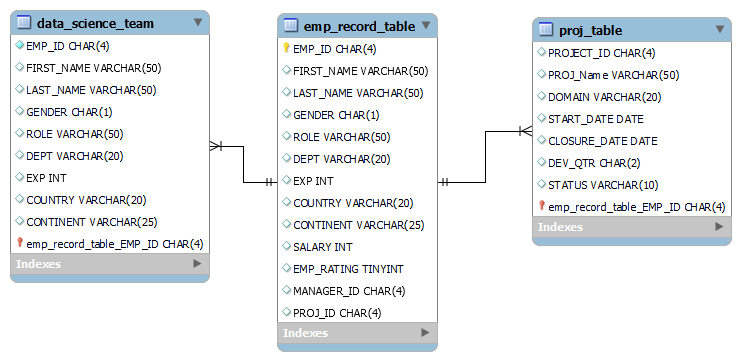 data_science_team
EMP_ID CHAR(4)
FIRST_NAME VARCHAR(50)
LAST_NAME VARCHAR(50)
GENDER CHAR(1)
ROLE VARCHAR(50)
DEPT VARCHAR(20)
EXP INT
COUNTRY VARCHAR(20)
CONTINENT VARCHAR(25)
emp_record_table_EMP_ID CHAR(4)
Indexes
emp_record_table
EMP_ID CHAR(4)
FIRST_NAME VARCHAR(50)
LAST_NAME VARCHAR(50)
GENDER CHAR(1)
ROLE VARCHAR(50)
DEPT VARCHAR(20)
EXP INT
COUNTRY VARCHAR(20)
CONTINENT VARCHAR(25)
SALARY INT
EMP_RATING TINYINT
MANAGER_ID CHAR(4)
PROJ_ID CHAR(4)
Indexes
proj_table
PROJECT_ID CHAR(4)
PROJ_Name VARCHAR(50)
DOMAIN VARCHAR(20)
START_DATE DATE
CLOSURE_DATE DATE
DEV_QTR CHAR(2)
STATUS VARCHAR(10)
emp_record_table_EMP_ID CHAR(4)
Indexes